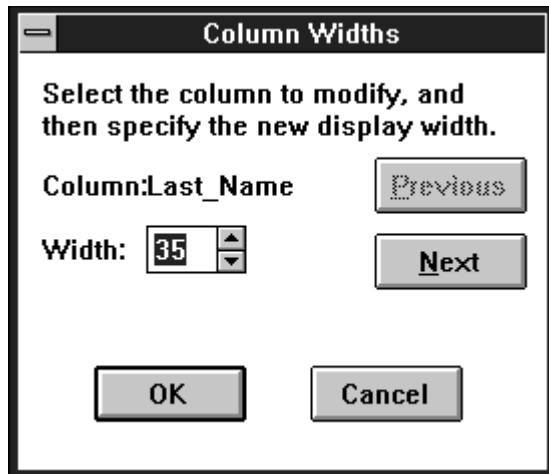 Column Widths
Select the column to modify, and
then specify the new display width.
Column:Last_Name
Previous
Width: 35
Next
OK
Cancel